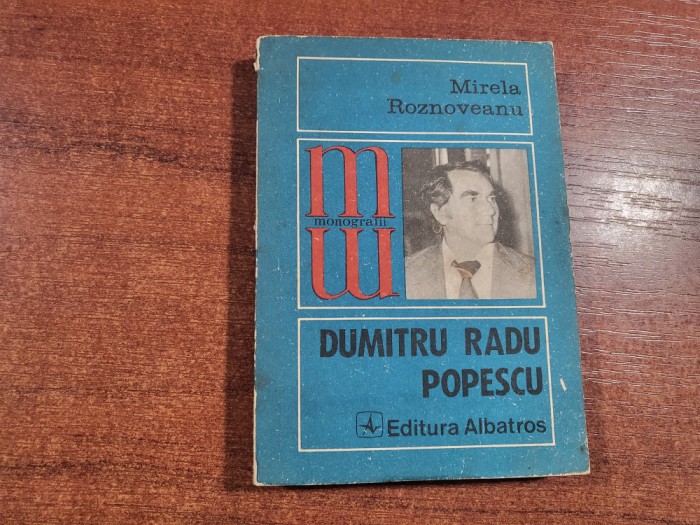 Mirela
Roznoveanu
m
monografii
m
DUMITRU RADU
POPESCU
Editura Albatros